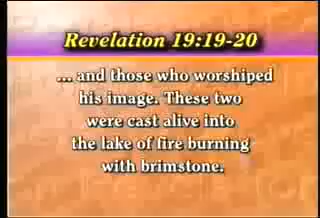 Revelation 19:19-20
... and those who worshiped
his image. These two
were cast alive into
the lake of fire burning
with brimstone.